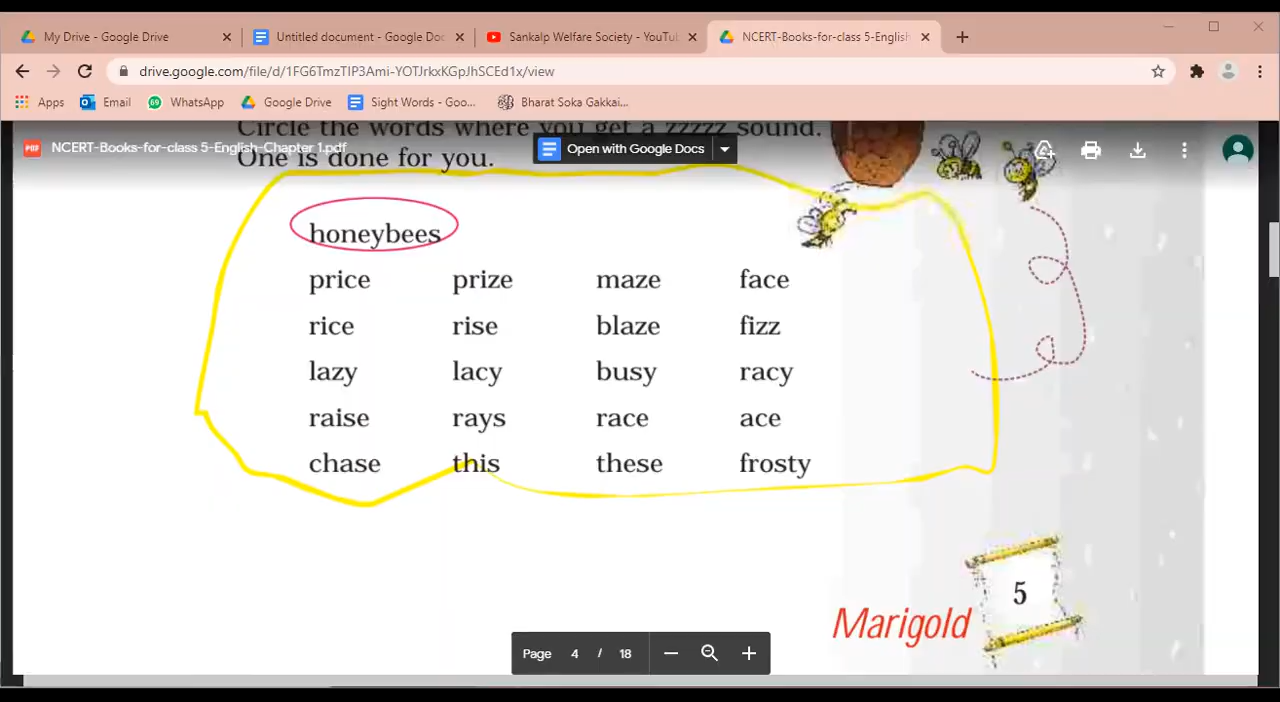 My Drive - Google Drive
Untitled document - Google Doc
Sankalp Welfare Society - YouTu
NCERT-Books-for-class 5-English
drive.google.com/file/d/1FG6TmzTIP3Ami-YOTJrkxKGpJhSCEd1x/view
Apps Email WhatsApp Google Drive Sight Words - Goo... Bharat Soka Gakkai...
Circle the words where you get a zzzzz sound.
PDF NCERT-Books-for-class 5-English-Chapter 1.pdf Open with Google Docs
One is done for you.
honeybees
price prize maze face
rice rise blaze fizz
lazy lacy busy racy
raise rays race ace
chase this these frosty
5
Marigold
Page 4 / 18